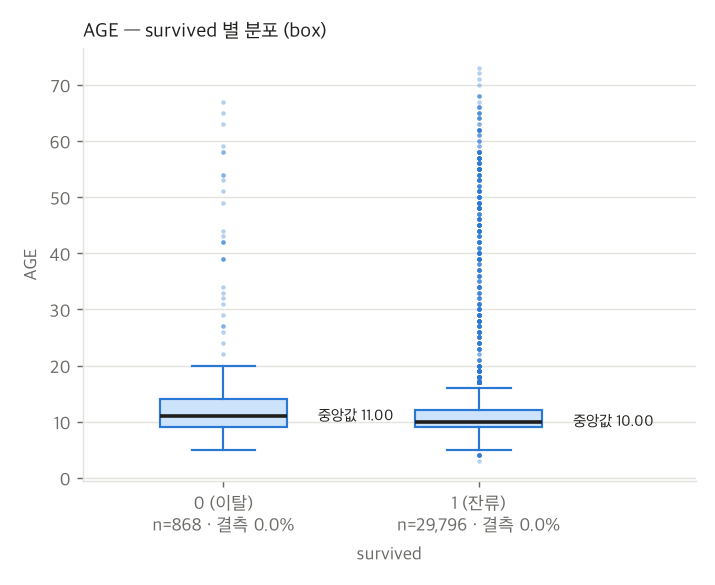 AGE — survived 별 분포 (box)
70
60
50
40
30
20
10
0
AGE
중앙값 11.00
중앙값 10.00
0 (이탈)
n=868 · 결측 0.0%
1 (잔류)
n=29,796 · 결측 0.0%
survived